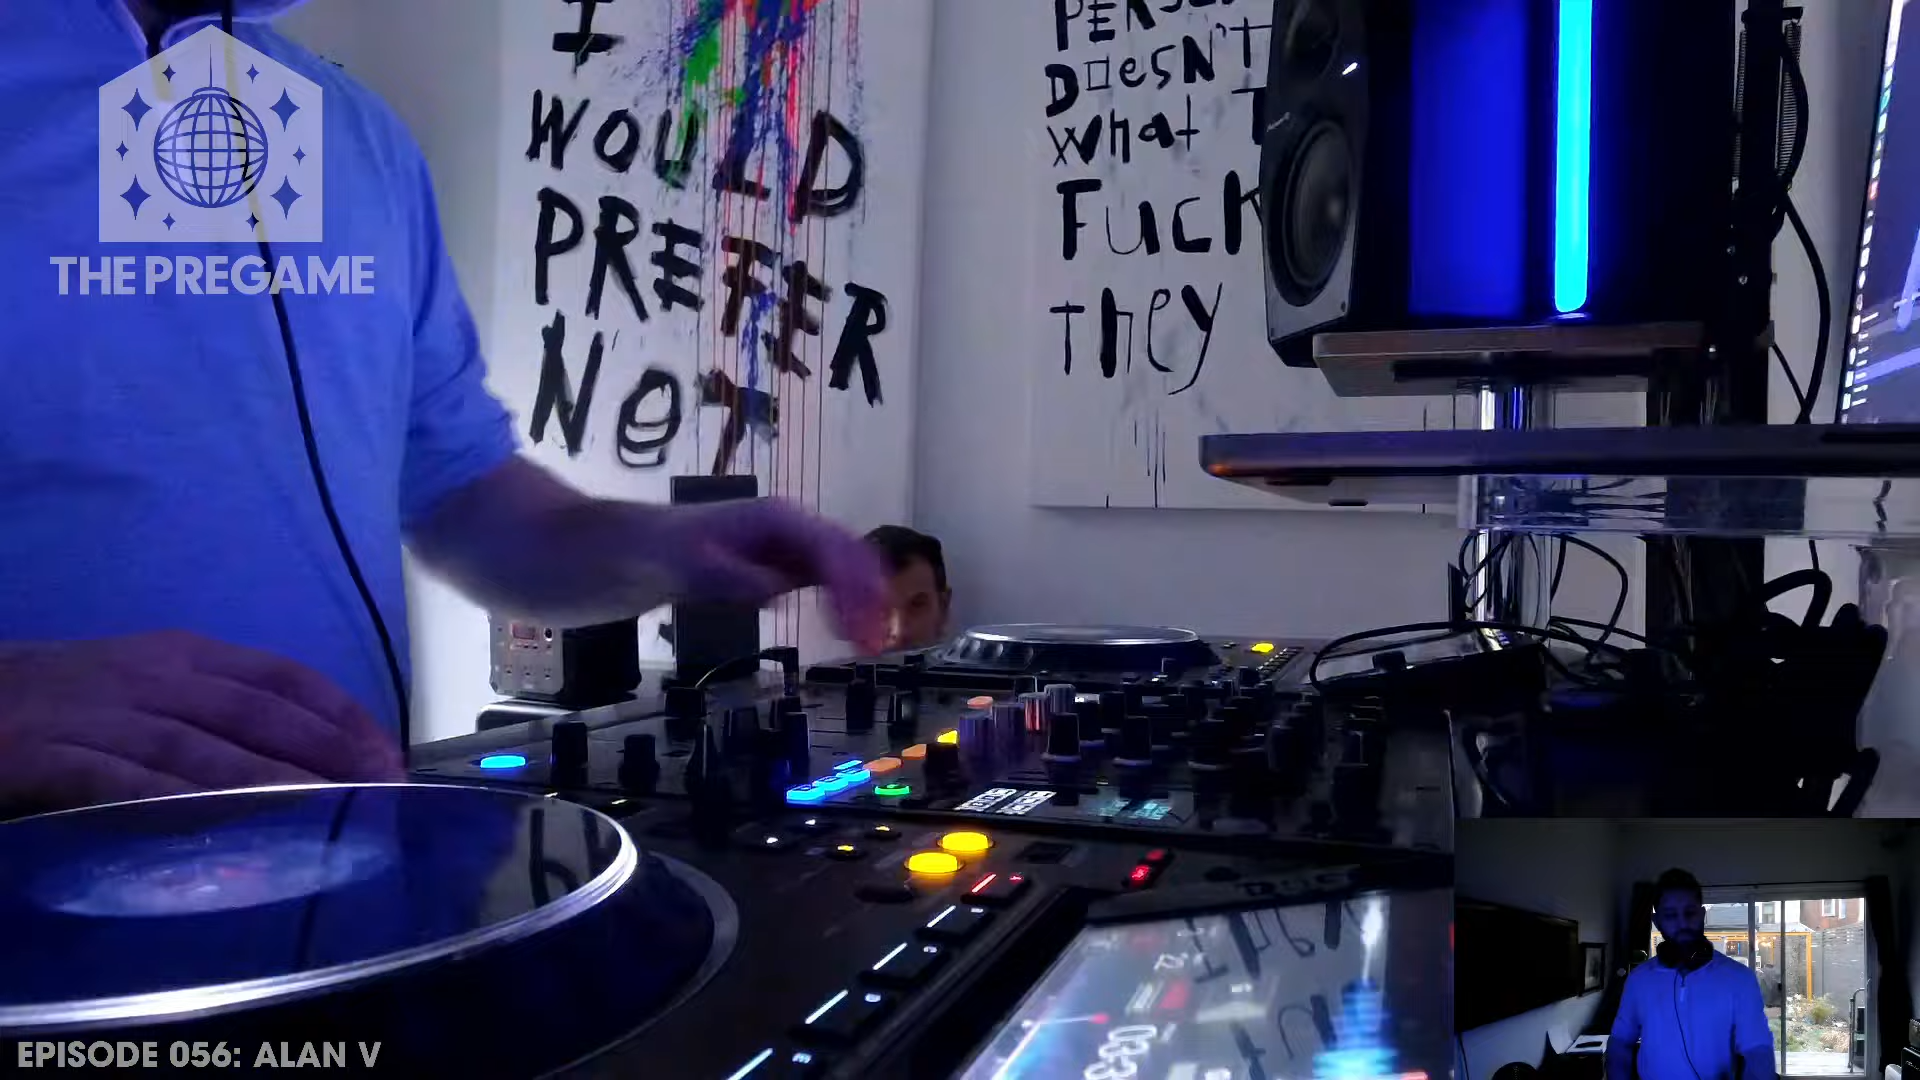 THE PREGAME
I
WOULD
PREFER
NOT
DOESN'T
What
FUCK
they
EPISODE 056: ALAN V